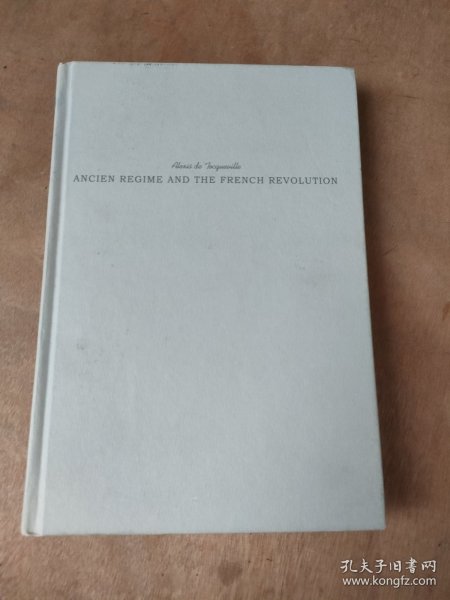 Alexis de Tocqueville
ANCIEN REGIME AND THE FRENCH REVOLUTION
孔夫子旧书网
www.kongfz.com